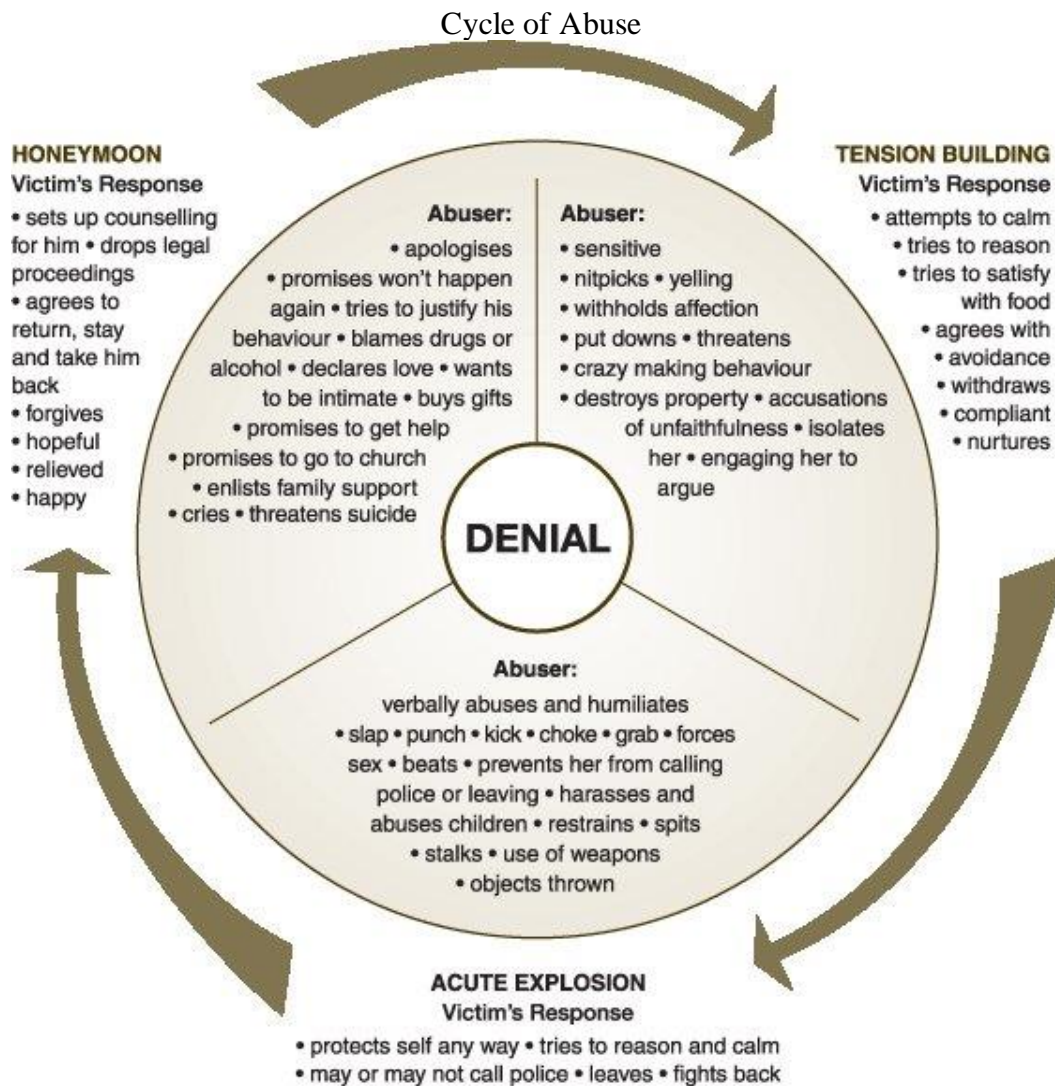 Cycle of Abuse
HONEYMOON
Victim's Response
• sets up counselling
for him • drops legal
proceedings
• agrees to
return, stay
and take him
back
• forgives
• hopeful
• relieved
• happy
Abuser:
• apologises
• promises won't happen
again • tries to justify his
behaviour • blames drugs or
alcohol • declares love • wants
to be intimate • buys gifts
• promises to get help
• promises to go to church
• enlists family support
• cries • threatens suicide
Abuser:
• sensitive
• nitpicks • yelling
• withholds affection
• put downs • threatens
• crazy making behaviour
• destroys property • accusations
of unfaithfulness • isolates
her • engaging her to
argue
TENSION BUILDING
Victim's Response
• attempts to calm
• tries to reason
• tries to satisfy
with food
• agrees with
• avoidance
• withdraws
• compliant
• nurtures
DENIAL
Abuser:
verbally abuses and humiliates
• slap • punch • kick • choke • grab • forces
sex • beats • prevents her from calling
police or leaving • harasses and
abuses children • restrains • spits
• stalks • use of weapons
• objects thrown
ACUTE EXPLOSION
Victim's Response
• protects self any way • tries to reason and calm
• may or may not call police • leaves • fights back